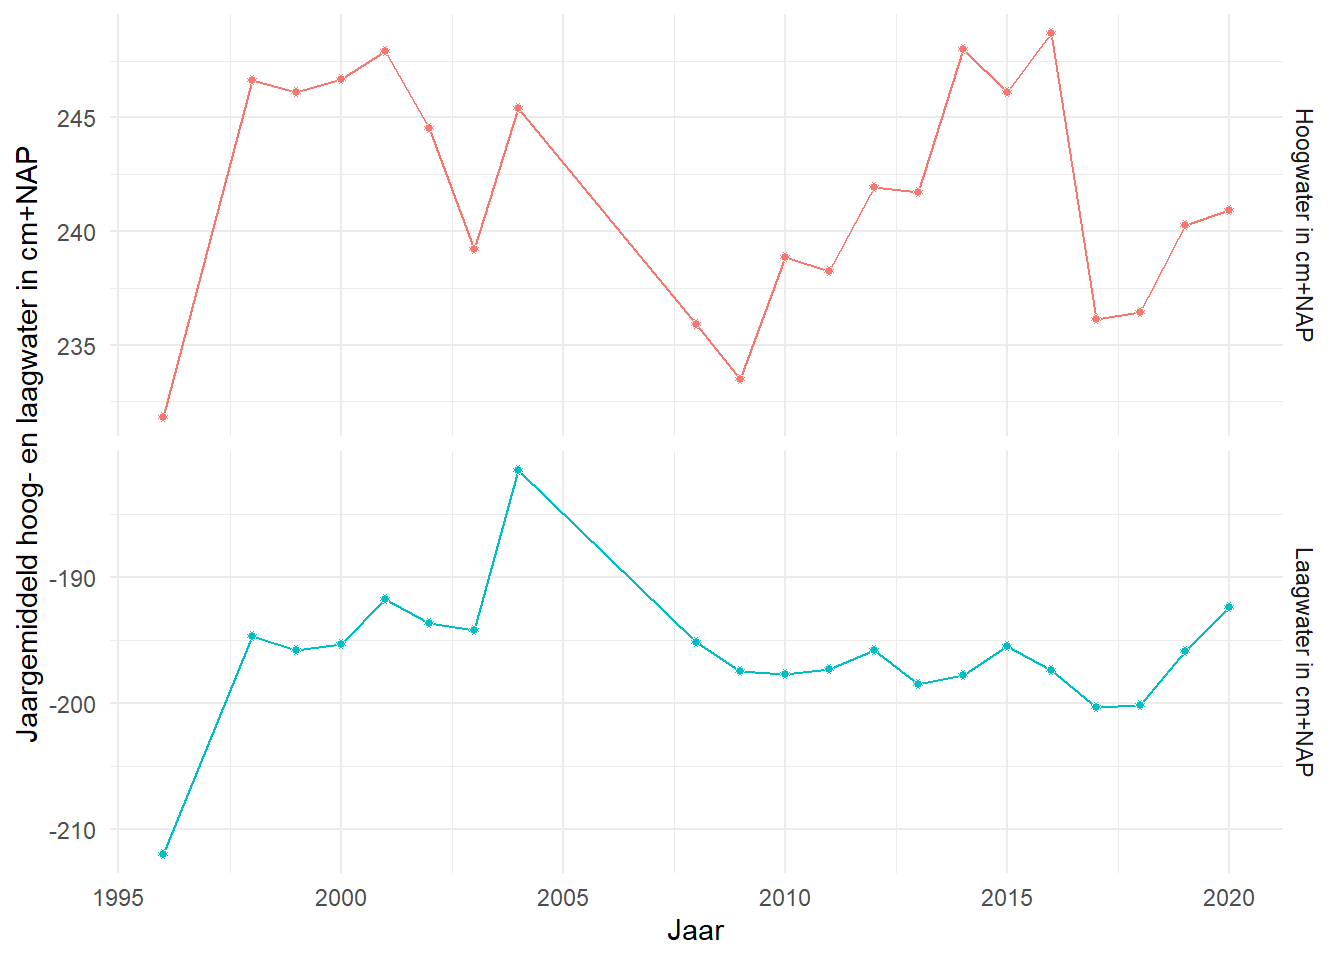 Jaargemiddeld hoog- en laagwater in cm+NAP
245
240
235
Hoogwater in cm+NAP
-190
-200
-210
Laagwater in cm+NAP
1995 2000 2005 2010 2015 2020
Jaar